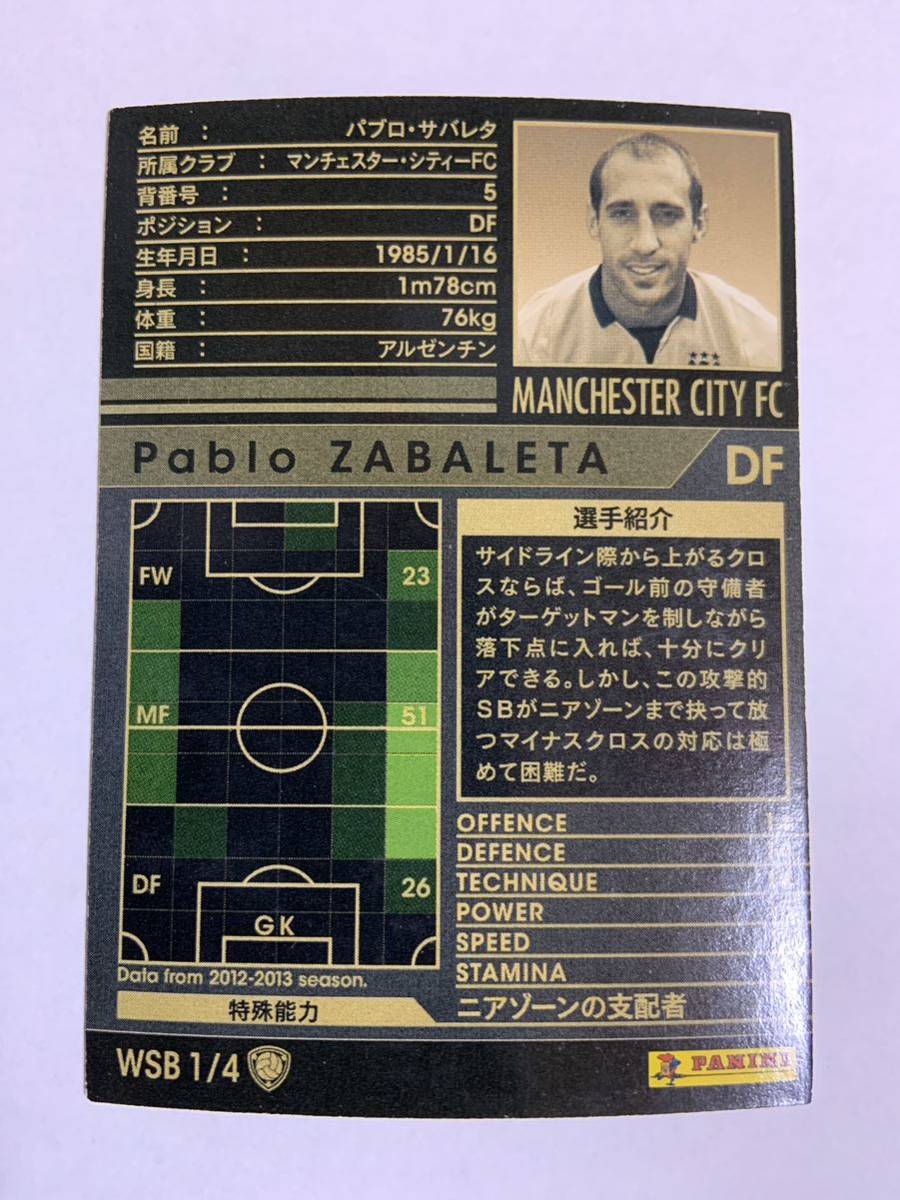 名前 : パブロ・サバレタ
所属クラブ : マンチェスター・シティーFC
背番号 : 5
ポジション : DF
生年月日 : 1985/1/16
身長 : 1m78cm
体重 : 76kg
国籍 : アルゼンチン
MANCHESTER CITY FC
Pablo ZABALETA
DF
FW 23
MF 51
DF 26
GK
Data from 2012-2013 season.
選手紹介
サイドライン際から上がるクロ
スならば、ゴール前の守備者
がターゲットマンを制しながら
落下点に入れば、十分にクリ
アできる。しかし、この攻撃的
SBがニアゾーンまで抉って放
つマイナスクロスの対応は極
めて困難だ。
OFFENCE
DEFENCE
TECHNIQUE
POWER
SPEED
STAMINA
特殊能力 ニアゾーンの支配者
WSB 1/4
PANINI